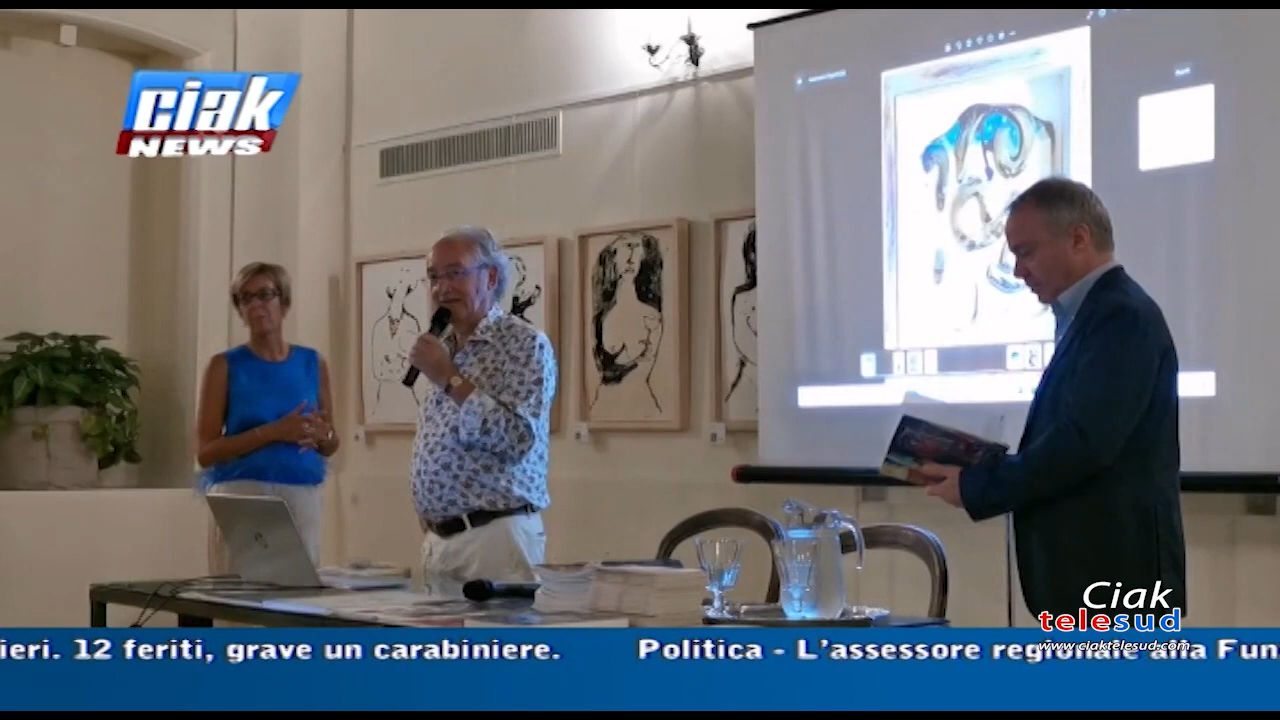 ciak
NEWS
Ciak
telesud
www.ciaktelesud.com
ieri. 12 feriti, grave un carabiniere. Politica - L'assessore regionale alla Fun